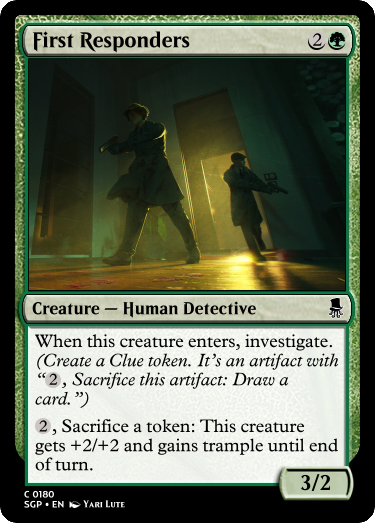 First Responders 2
Creature — Human Detective
When this creature enters, investigate.
(Create a Clue token. It's an artifact with
“2, Sacrifice this artifact: Draw a
card.”)
2, Sacrifice a token: This creature
gets +2/+2 and gains trample until end
of turn.
3/2
C 0180
SGP • EN Yari Lute